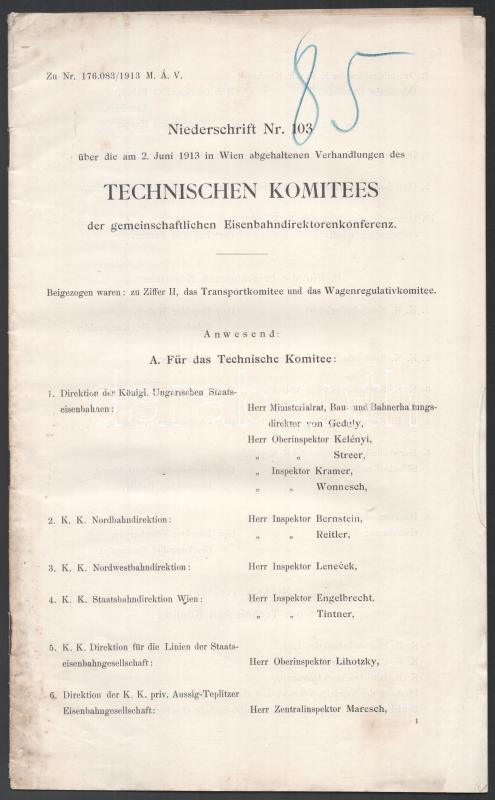 85
Zu Nr. 176.083/1913 M. Á. V.
Niederschrift Nr. 103
über die am 2. Juni 1913 in Wien abgehaltenen Verhandlungen des
TECHNISCHEN KOMITEES
der gemeinschaftlichen Eisenbahndirektorenkonferenz.
Beigezogen waren: zu Ziffer II, das Transportkomitee und das Wagenregulativkomitee.
Anwesend:
A. Für das Technische Komitee:
1. Direktion der Königl. Ungarischen Staats-
eisenbahnen:
Herr Ministerialrat, Bau- und Bahnerhaltungs-
direktor von Geduly,
Herr Oberinspektor Kelényi,
„ „ Streer,
„ Inspektor Kramer,
„ „ Wonnesch,
2. K. K. Nordbahndirektion:
Herr Inspektor Bernstein,
„ „ Reitler,
3. K. K. Nordwestbahndirektion:
Herr Inspektor Leneček,
4. K. K. Staatsbahndirektion Wien:
Herr Inspektor Engelbrecht,
„ „ Tintner,
5. K. K. Direktion für die Linien der Staats-
eisenbahngesellschaft:
Herr Oberinspektor Lihotzky,
6. Direktion der K. K. priv. Aussig-Teplitzer
Eisenbahngesellschaft:
Herr Zentralinspektor Maresch,
1